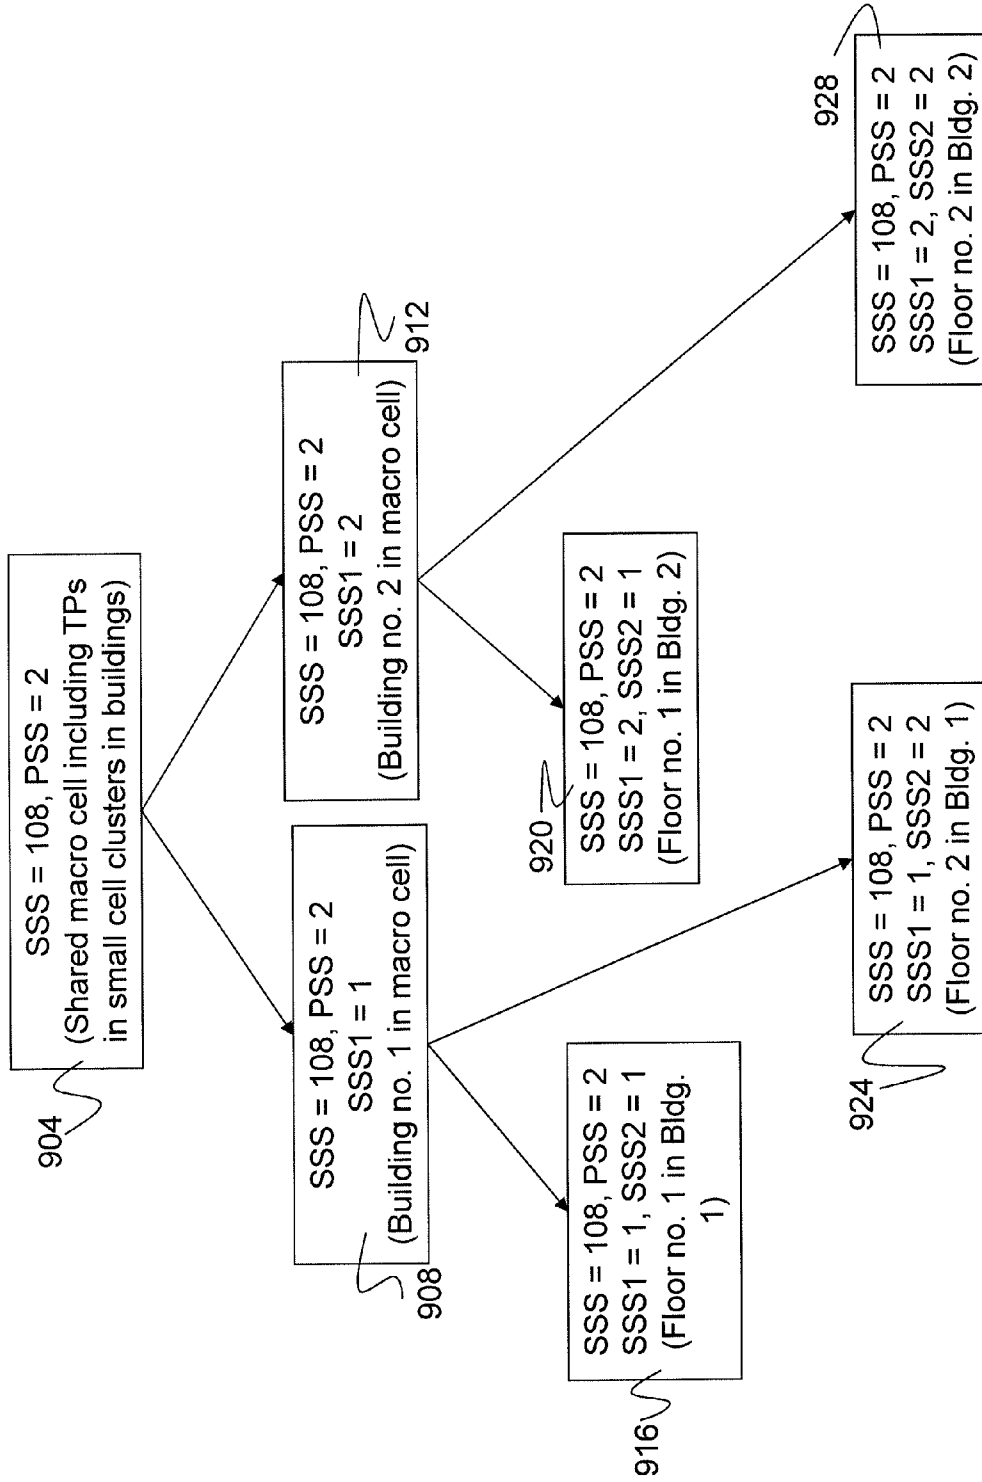 904
SSS = 108, PSS = 2
(Shared macro cell including TPs
in small cell clusters in buildings)
908
SSS = 108, PSS = 2
SSS1 = 1
(Building no. 1 in macro cell)
SSS = 108, PSS = 2
SSS1 = 2
(Building no. 2 in macro cell)
912
916
SSS = 108, PSS = 2
SSS1 = 1, SSS2 = 1
(Floor no. 1 in Bldg.
1)
920
SSS = 108, PSS = 2
SSS1 = 2, SSS2 = 1
(Floor no. 1 in Bldg. 2)
924
SSS = 108, PSS = 2
SSS1 = 1, SSS2 = 2
(Floor no. 2 in Bldg. 1)
928
SSS = 108, PSS = 2
SSS1 = 2, SSS2 = 2
(Floor no. 2 in Bldg. 2)